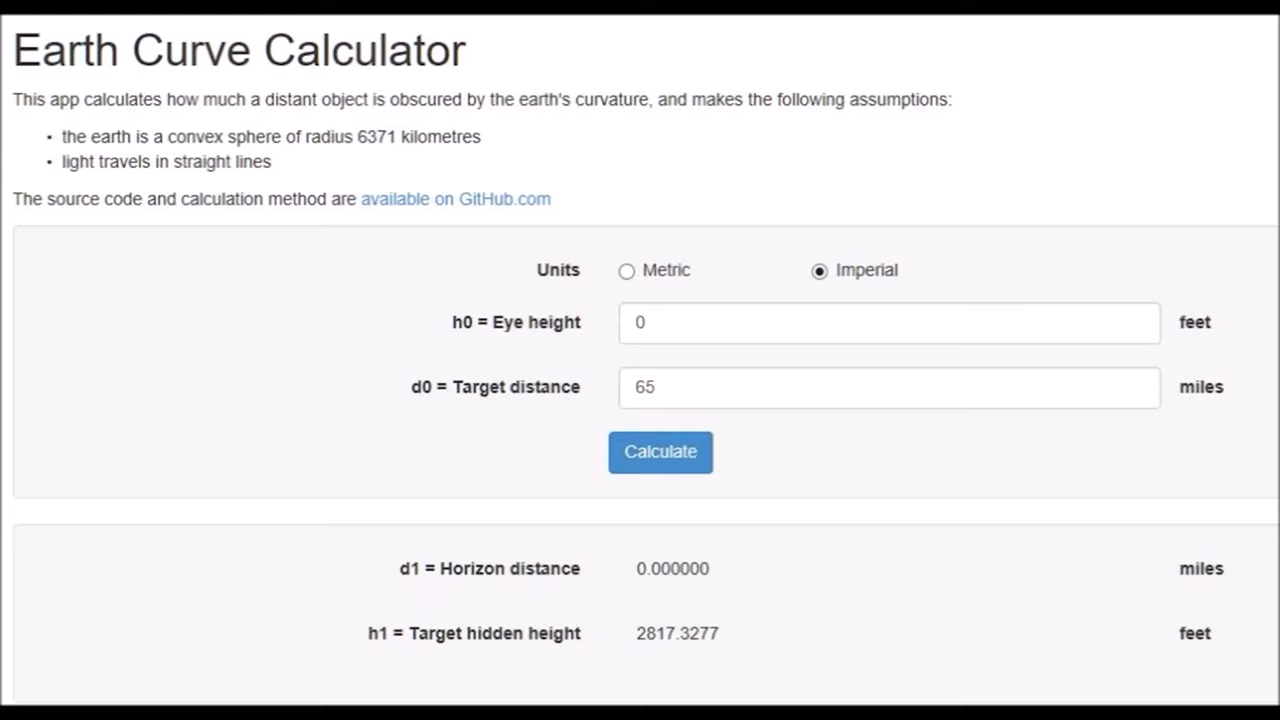 Earth Curve Calculator
This app calculates how much a distant object is obscured by the earth's curvature, and makes the following assumptions:
• the earth is a convex sphere of radius 6371 kilometres
• light travels in straight lines
The source code and calculation method are available on GitHub.com
Units Metric Imperial
h0 = Eye height 0 feet
d0 = Target distance 65 miles
Calculate
d1 = Horizon distance 0.000000 miles
h1 = Target hidden height 2817.3277 feet